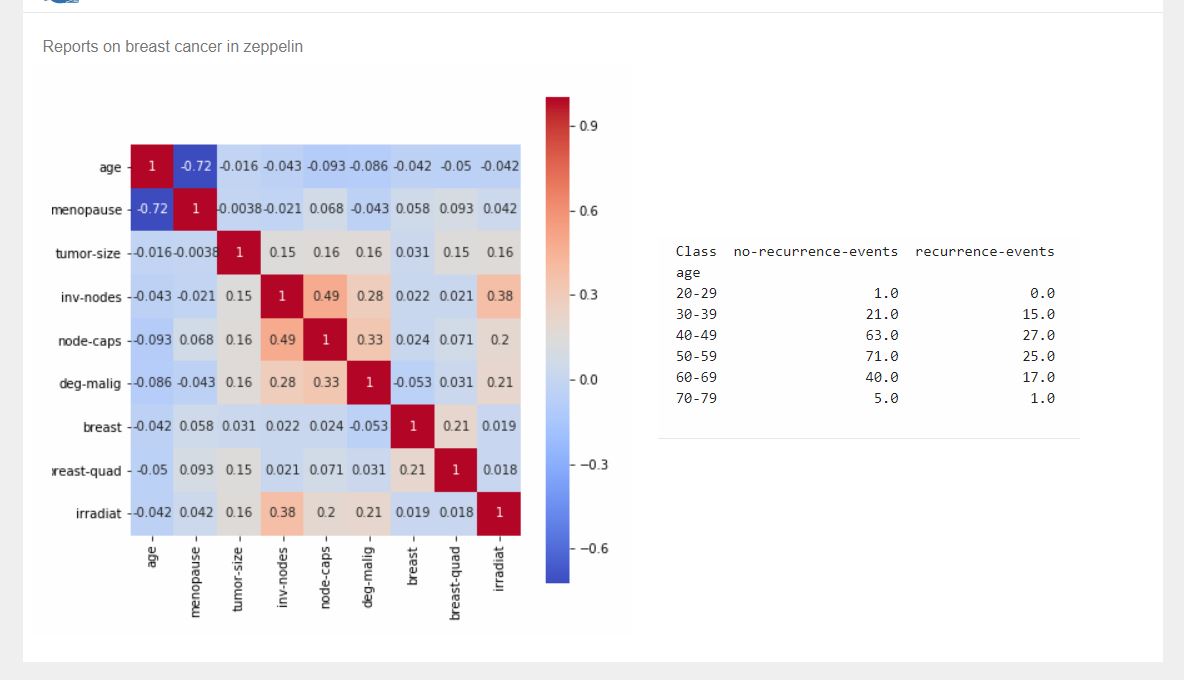 Reports on breast cancer in zeppelin
0.9
0.6
0.3
0.0
−0.3
−0.6
age 1 -0.72 -0.016 -0.043 -0.093 -0.086 -0.042 -0.05 -0.042
menopause -0.72 1 -0.0038 -0.021 0.068 -0.043 0.058 0.093 0.042
tumor-size -0.016 -0.0038 1 0.15 0.16 0.16 0.031 0.15 0.16
inv-nodes -0.043 -0.021 0.15 1 0.49 0.28 0.022 0.021 0.38
node-caps -0.093 0.068 0.16 0.49 1 0.33 0.024 0.071 0.2
deg-malig -0.086 -0.043 0.16 0.28 0.33 1 -0.053 0.031 0.21
breast -0.042 0.058 0.031 0.022 0.024 -0.053 1 0.21 0.019
reast-quad -0.05 0.093 0.15 0.021 0.071 0.031 0.21 1 0.018
irradiat -0.042 0.042 0.16 0.38 0.2 0.21 0.019 0.018 1
age menopause tumor-size inv-nodes node-caps deg-malig breast breast-quad irradiat
Class no-recurrence-events recurrence-events
age
20-29 1.0 0.0
30-39 21.0 15.0
40-49 63.0 27.0
50-59 71.0 25.0
60-69 40.0 17.0
70-79 5.0 1.0